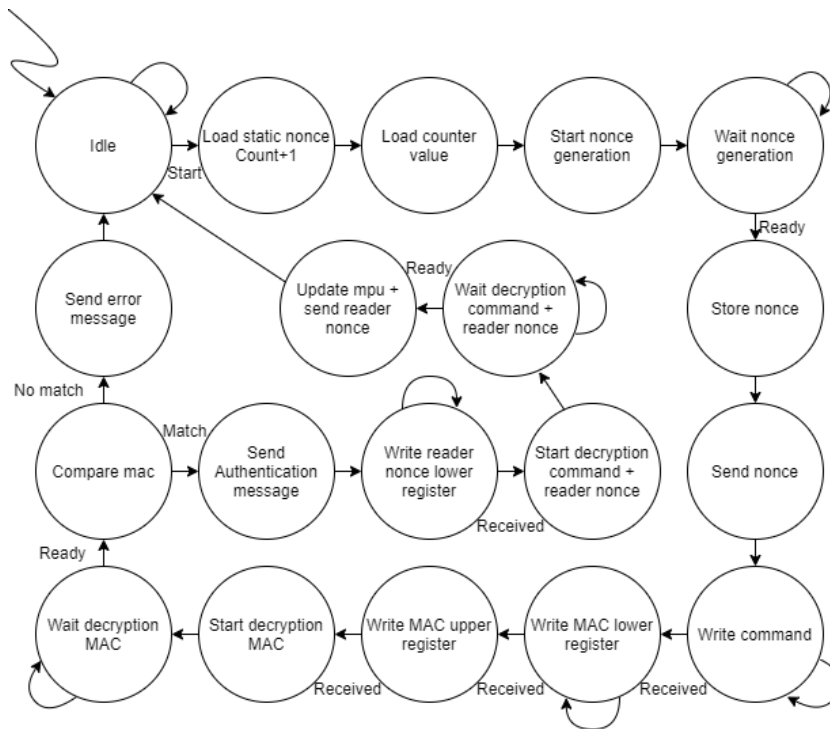 Idle
Start
Load static nonce
Count+1
Load counter
value
Start nonce
generation
Wait nonce
generation
Ready
Send error
message
Update mpu +
send reader
nonce
Ready
Wait decryption
command +
reader nonce
Store nonce
No match
Compare mac
Match
Send
Authentication
message
Write reader
nonce lower
register
Received
Start decryption
command +
reader nonce
Send nonce
Ready
Wait decryption
MAC
Start decryption
MAC
Received
Write MAC upper
register
Received
Write MAC lower
register
Received
Write command